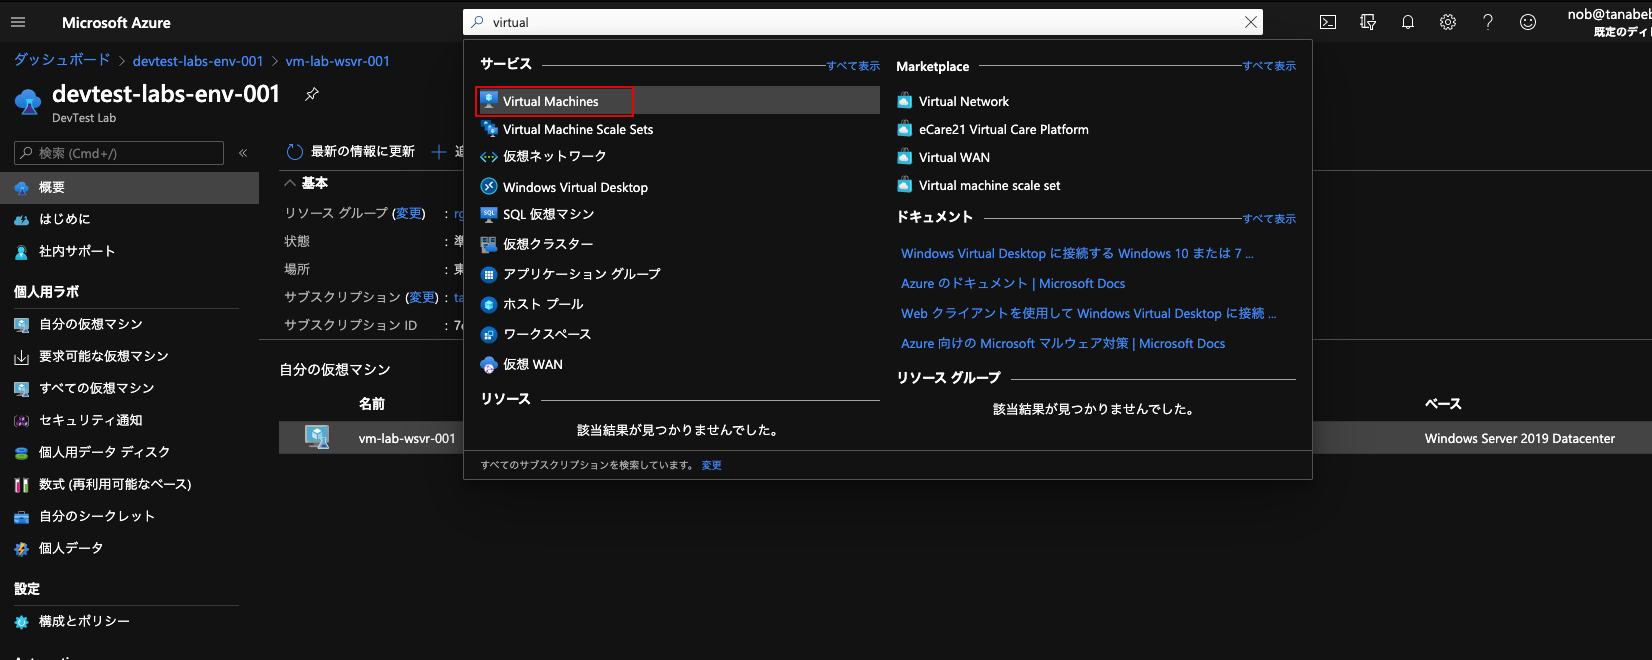 Microsoft Azure
virtual
nob@tanabeb
既定のディ
ダッシュボード > devtest-labs-env-001 > vm-lab-wsvr-001
devtest-labs-env-001
DevTest Lab
検索 (Cmd+/)
«
概要
はじめに
社内サポート
個人用ラボ
自分の仮想マシン
要求可能な仮想マシン
すべての仮想マシン
セキュリティ通知
個人用データ ディスク
数式 (再利用可能なベース)
自分のシークレット
個人データ
設定
構成とポリシー
最新の情報に更新
基本
リソース グループ (変更) : rg
状態 : 準
場所 : 東
サブスクリプション (変更) : ta
サブスクリプション ID : 7
自分の仮想マシン
名前
ベース
vm-lab-wsvr-001
Windows Server 2019 Datacenter
サービス
すべて表示
Virtual Machines
Virtual Machine Scale Sets
仮想ネットワーク
Windows Virtual Desktop
SQL 仮想マシン
仮想クラスター
アプリケーション グループ
ホスト プール
ワークスペース
仮想 WAN
リソース
該当結果が見つかりませんでした。
Marketplace
すべて表示
Virtual Network
eCare21 Virtual Care Platform
Virtual WAN
Virtual machine scale set
ドキュメント
すべて表示
Windows Virtual Desktop に接続する Windows 10 または 7 ...
Azure のドキュメント | Microsoft Docs
Web クライアントを使用して Windows Virtual Desktop に接続 ...
Azure 向けの Microsoft マルウェア対策 | Microsoft Docs
リソース グループ
該当結果が見つかりませんでした。
すべてのサブスクリプションを検索しています。 変更